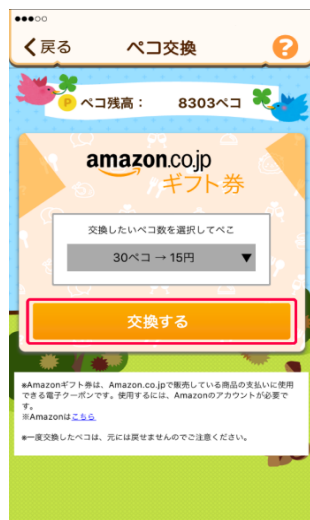 戻る ペコ交換 ?
P ペコ残高： 8303ペコ
amazon.co.jp
ギフト券
交換したいペコ数を選択してぺこ
30ペコ → 15円 ▼
交換する
※Amazonギフト券は、Amazon.co.jpで販売している商品の支払いに使用
できる電子クーポンです。使用するには、Amazonのアカウントが必要で
す。
※Amazonはこちら
※一度交換したペコは、元には戻せませんのでご注意ください。